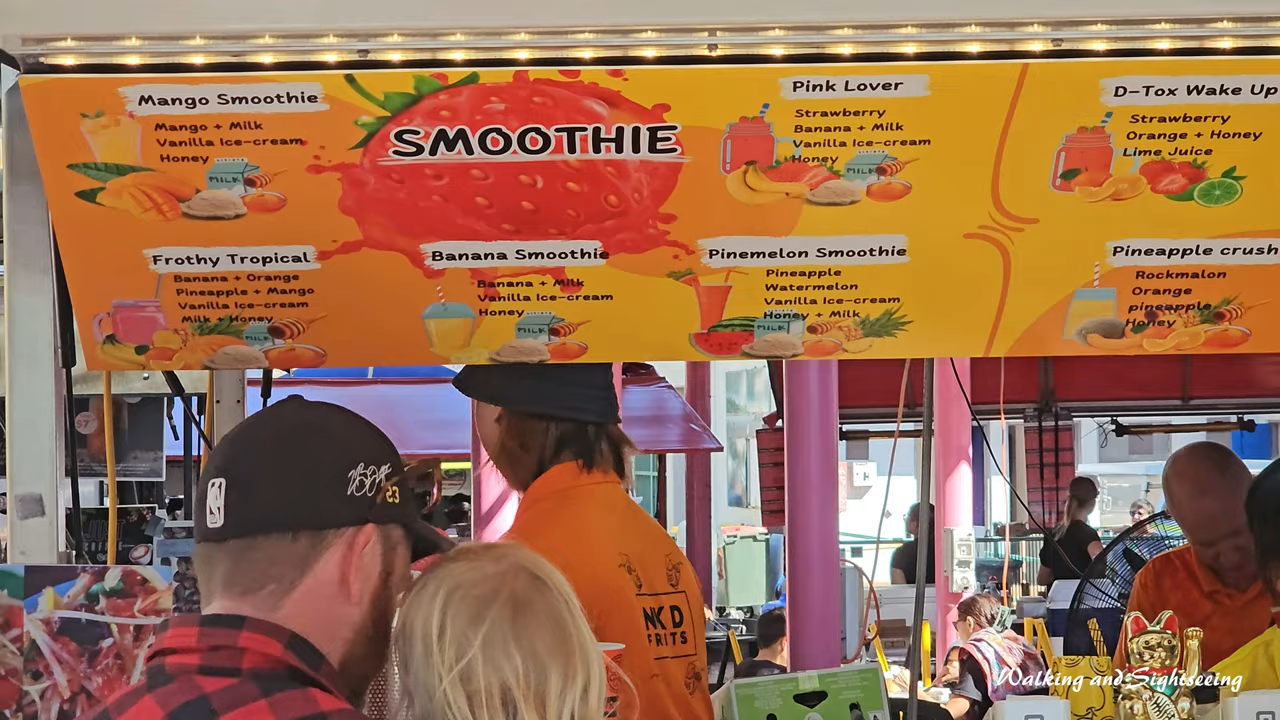 Mango Smoothie
Mango + Milk
Vanilla Ice-cream
Honey
MILK
SMOOTHIE
Pink Lover
Strawberry
Banana + Milk
Vanilla Ice-cream
Honey
MILK
D-Tox Wake Up
Strawberry
Orange + Honey
Lime Juice
Frothy Tropical
Banana + Orange
Pineapple + Mango
Vanilla Ice-cream
Milk + Honey
MILK
Banana Smoothie
Banana + Milk
Vanilla Ice-cream
Honey
MILK
Pinemelon Smoothie
Pineapple
Watermelon
Vanilla Ice-cream
Honey + Milk
MILK
Pineapple crush
Rockmalon
Orange
pineapple
Honey
$7
23
NK D
FRITS
Walking and Sightseeing